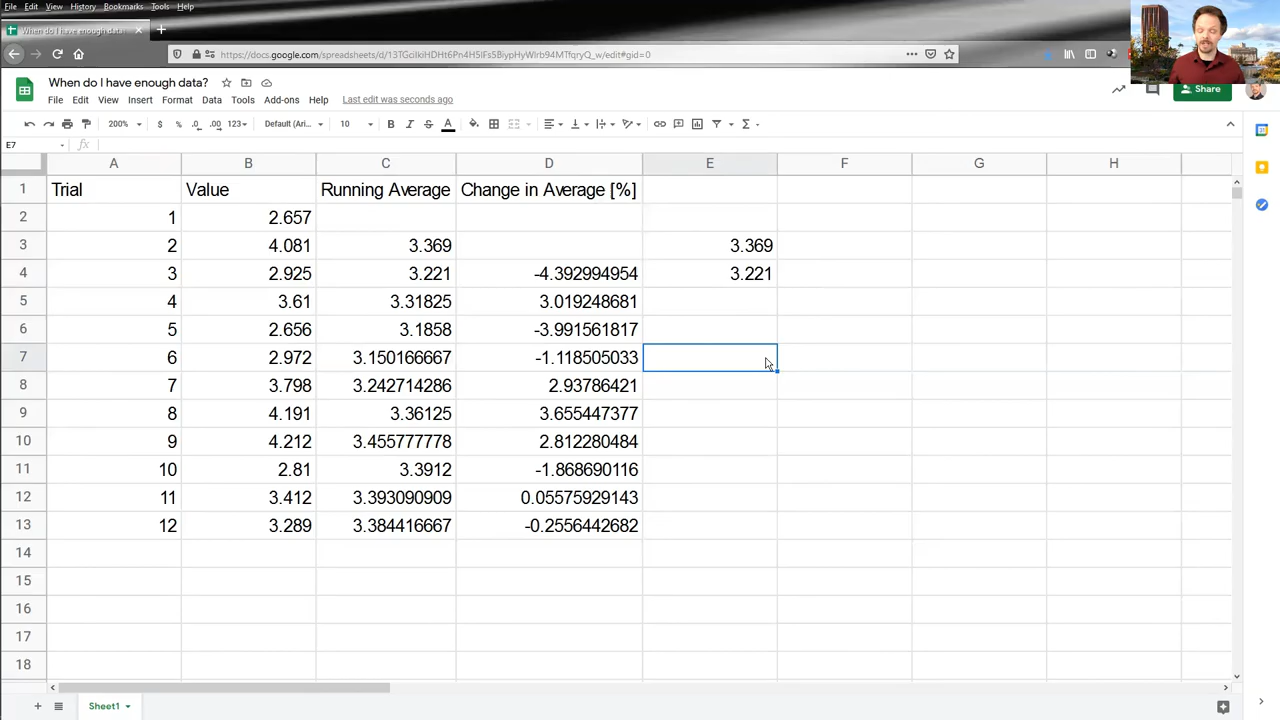 File Edit View History Bookmarks Tools Help
When do I have enough data
When do I have enough data?
File Edit View Insert Format Data Tools Add-ons Help Last edit was seconds ago
Share
200% $ % .0 .00 123 Default (Ari... 10 B I S A
E7 fx
A B C D E F G H
1 Trial Value Running Average Change in Average [%]
2 1 2.657
3 2 4.081 3.369 3.369
4 3 2.925 3.221 -4.392994954 3.221
5 4 3.61 3.31825 3.019248681
6 5 2.656 3.1858 -3.991561817
7 6 2.972 3.150166667 -1.118505033
8 7 3.798 3.242714286 2.93786421
9 8 4.191 3.36125 3.655447377
10 9 4.212 3.455777778 2.812280484
11 10 2.81 3.3912 -1.868690116
12 11 3.412 3.393090909 0.05575929143
13 12 3.289 3.384416667 -0.2556442682
14
15
16
17
18
Sheet1